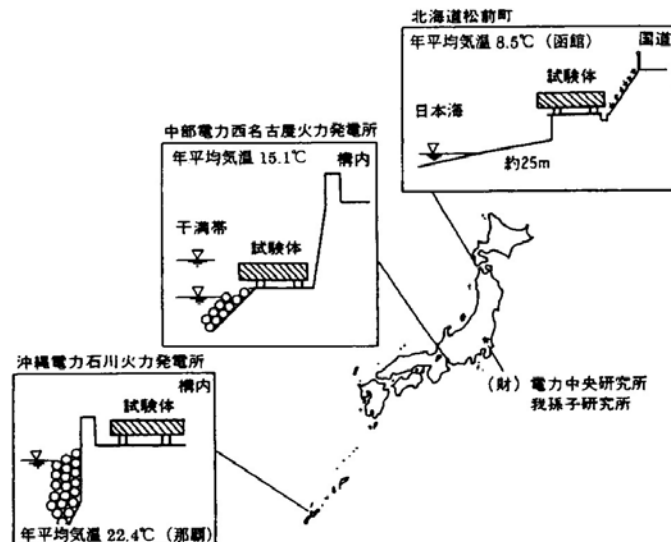 北海道松前町
年平均気温 8.5℃ (函館)
国道
試験体
日本海
約25m
中部電力西名古屋火力発電所
年平均気温 15.1℃
構内
干満帯
試験体
沖縄電力石川火力発電所
構内
試験体
年平均気温 22.4℃ (那覇)
(財) 電力中央研究所
我孫子研究所